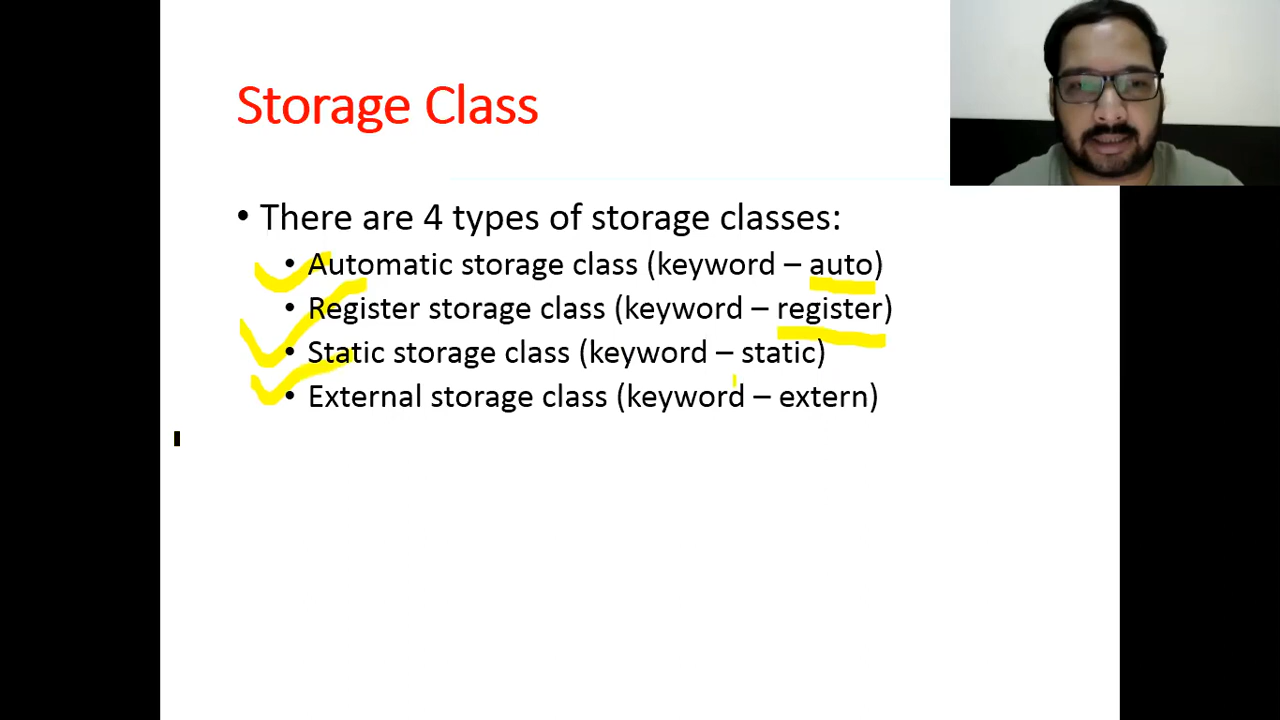 Storage Class
• There are 4 types of storage classes:
• Automatic storage class (keyword – auto)
• Register storage class (keyword – register)
• Static storage class (keyword – static)
• External storage class (keyword – extern)